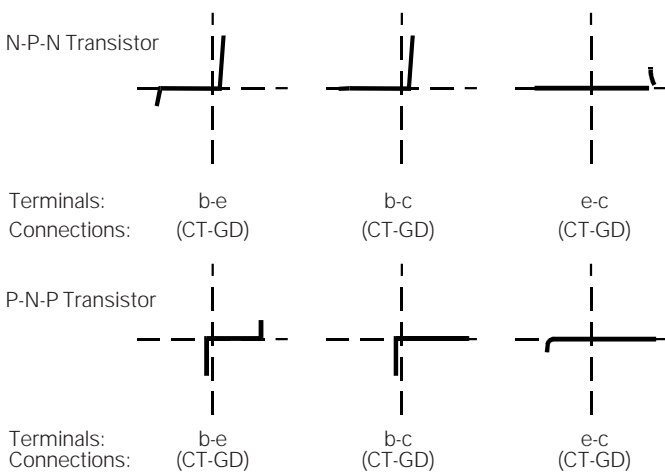 N-P-N Transistor
Terminals: b-e b-c e-c
Connections: (CT-GD) (CT-GD) (CT-GD)
P-N-P Transistor
Terminals: b-e b-c e-c
Connections: (CT-GD) (CT-GD) (CT-GD)